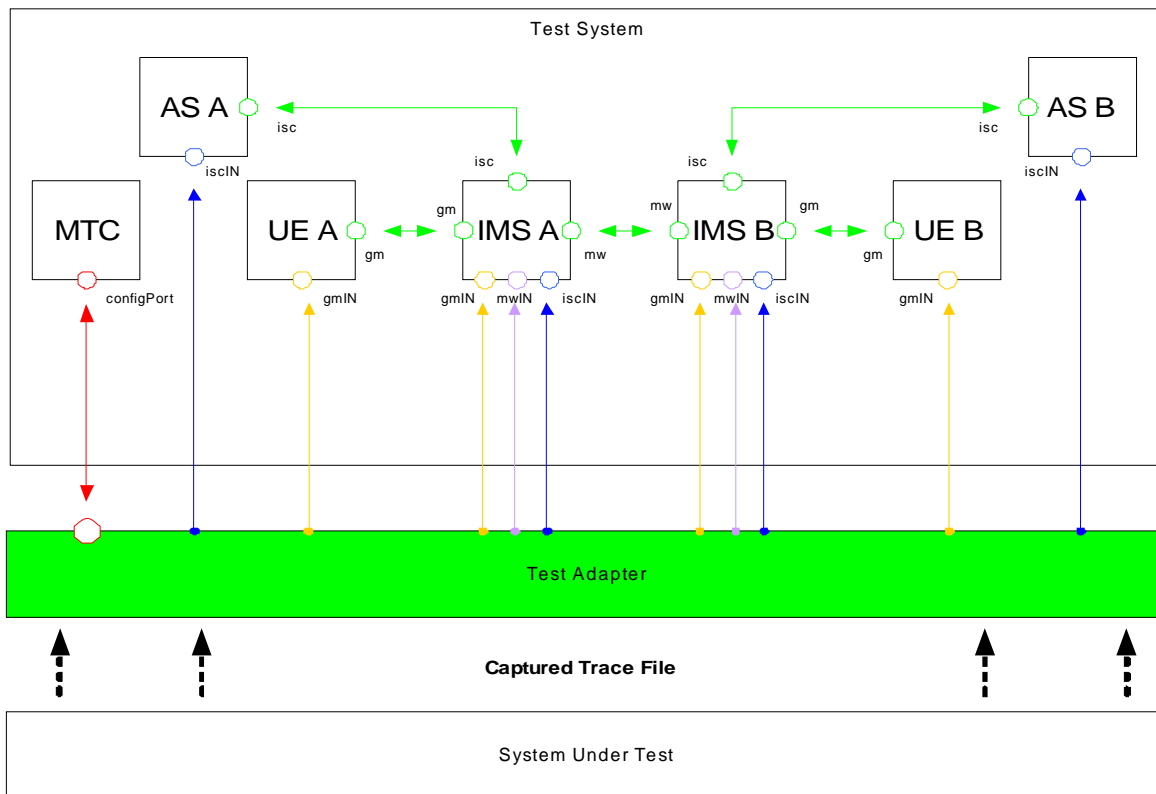 Test System
AS A
AS B
isc
isc
iscIN
isc
isc
iscIN
MTC
UE A
gm
IMS A
mw
IMS B
gm
UE B
gm
mw
gm
configPort
gmIN
gmIN
mwIN
iscIN
gmIN
mwIN
iscIN
gmIN
Test Adapter
Captured Trace File
System Under Test